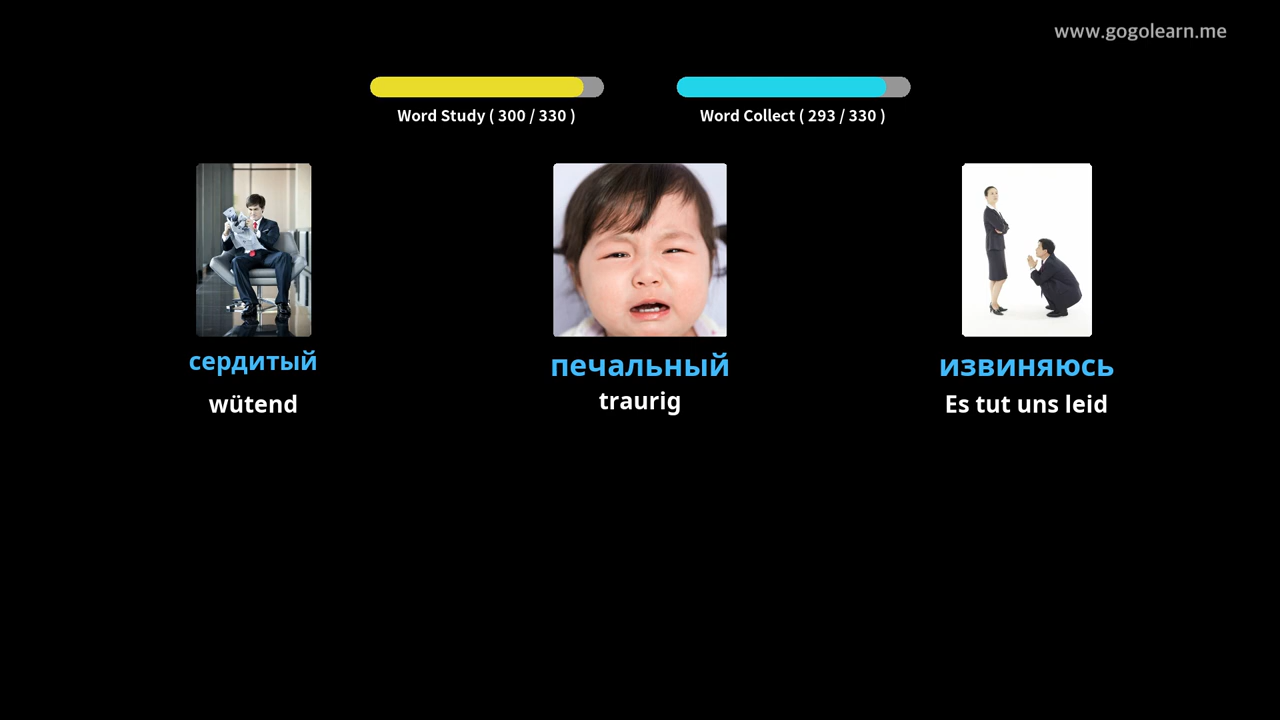 www.gogolearn.me
Word Study ( 300 / 330 )
Word Collect ( 293 / 330 )
сердитый
печальный
извиняюсь
wütend
traurig
Es tut uns leid